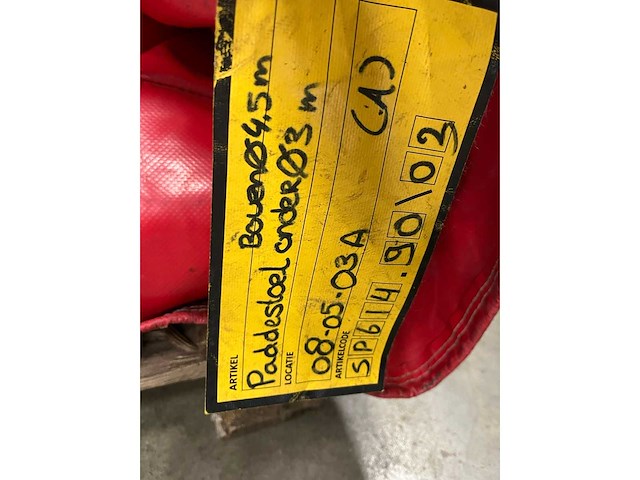 ARTIKEL
Boven Ø4,5 m
Paddestoel onder Ø3 m
LOCATIE
08-05-03A
(A)
ARTIKELCODE
SP614.90\02